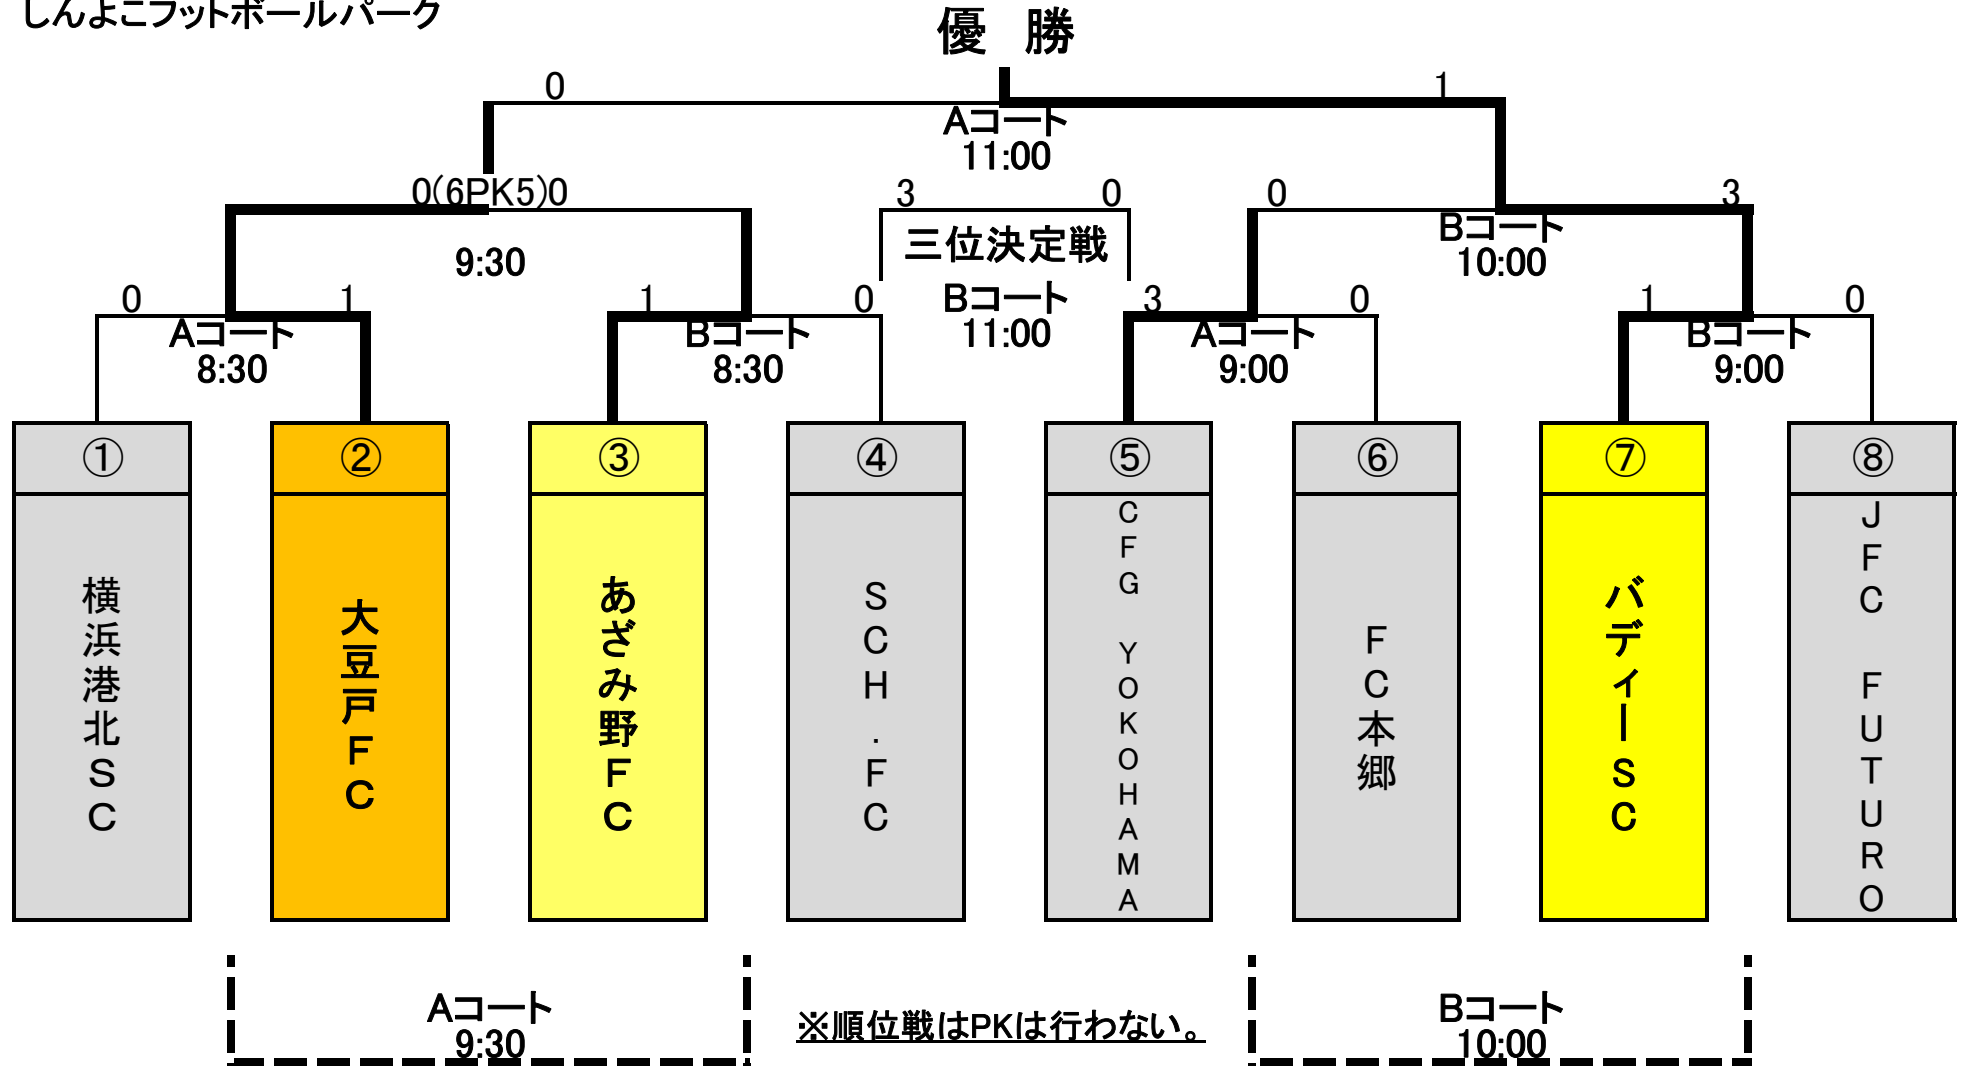 しんよこフットボールパーク
優　勝
0
1
Aコート
11:00
0(6PK5)0
3
0
0
3
9:30
三位決定戦
Bコート
10:00
0
1
1
0
Bコート
11:00
3
0
1
0
Aコート
8:30
Bコート
8:30
Aコート
9:00
Bコート
9:00
①
②
③
④
⑤
⑥
⑦
⑧
横浜港北SC
大豆戸FC
あざみ野FC
SCH.FC
CFG YOKOHAMA
FC本郷
バディーSC
JFC FUTURO
Aコート
9:30
※順位戦はPKは行わない。
Bコート
10:00